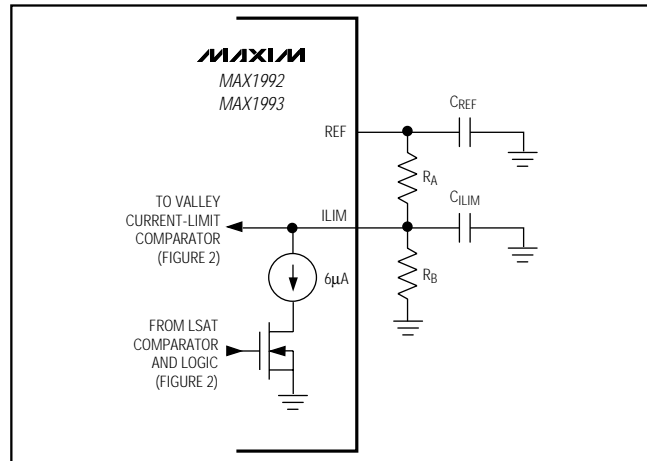 MAXIM
MAX1992
MAX1993
REF
CREF
RA
TO VALLEY
CURRENT-LIMIT
COMPARATOR
(FIGURE 2)
ILIM
CILIM
6µA
RB
FROM LSAT
COMPARATOR
AND LOGIC
(FIGURE 2)